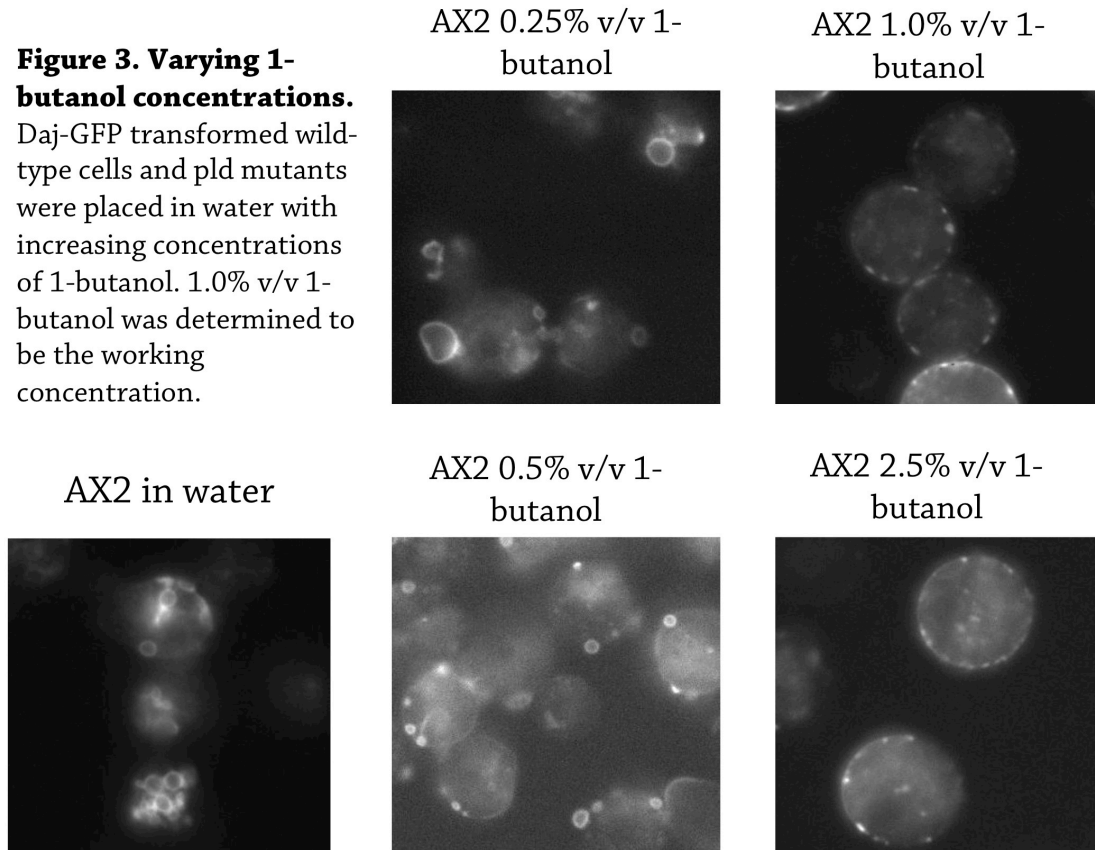 Figure 3. Varying 1-
butanol concentrations.
Daj-GFP transformed wild-
type cells and pld mutants
were placed in water with
increasing concentrations
of 1-butanol. 1.0% v/v 1-
butanol was determined to
be the working
concentration.
AX2 0.25% v/v 1-
butanol
AX2 1.0% v/v 1-
butanol
AX2 in water
AX2 0.5% v/v 1-
butanol
AX2 2.5% v/v 1-
butanol